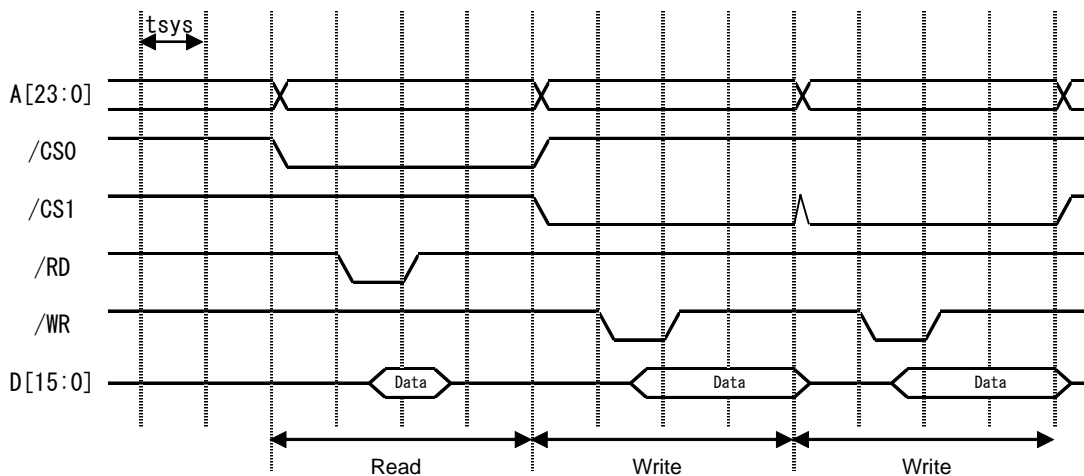 tsys
A[23:0]
/CS0
/CS1
/RD
/WR
D[15:0]
Data
Data
Data
Read
Write
Write